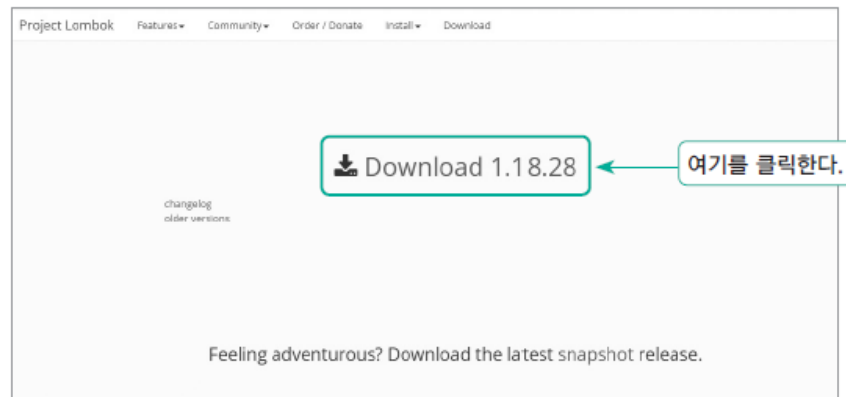 Project Lombok Features Community Order / Donate Install Download
Download 1.18.28
여기를 클릭한다.
changelog
older versions
Feeling adventurous? Download the latest snapshot release.